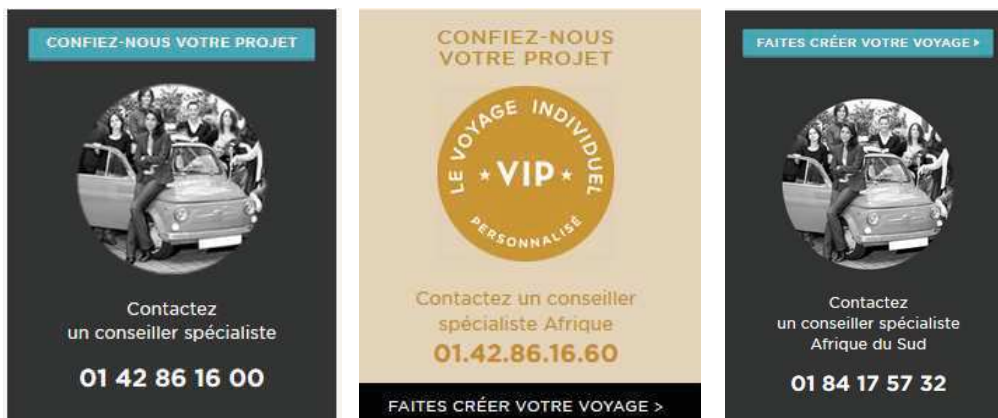 CONFIEZ-NOUS VOTRE PROJET
Contactez
un conseiller spécialiste
01 42 86 16 00
CONFIEZ-NOUS
VOTRE PROJET
LE VOYAGE INDIVIDUEL
VIP
PERSONNALISÉ
Contactez un conseiller
spécialiste Afrique
01.42.86.16.60
FAITES CRÉER VOTRE VOYAGE >
FAITES CRÉER VOTRE VOYAGE
Contactez
un conseiller spécialiste
Afrique du Sud
01 84 17 57 32